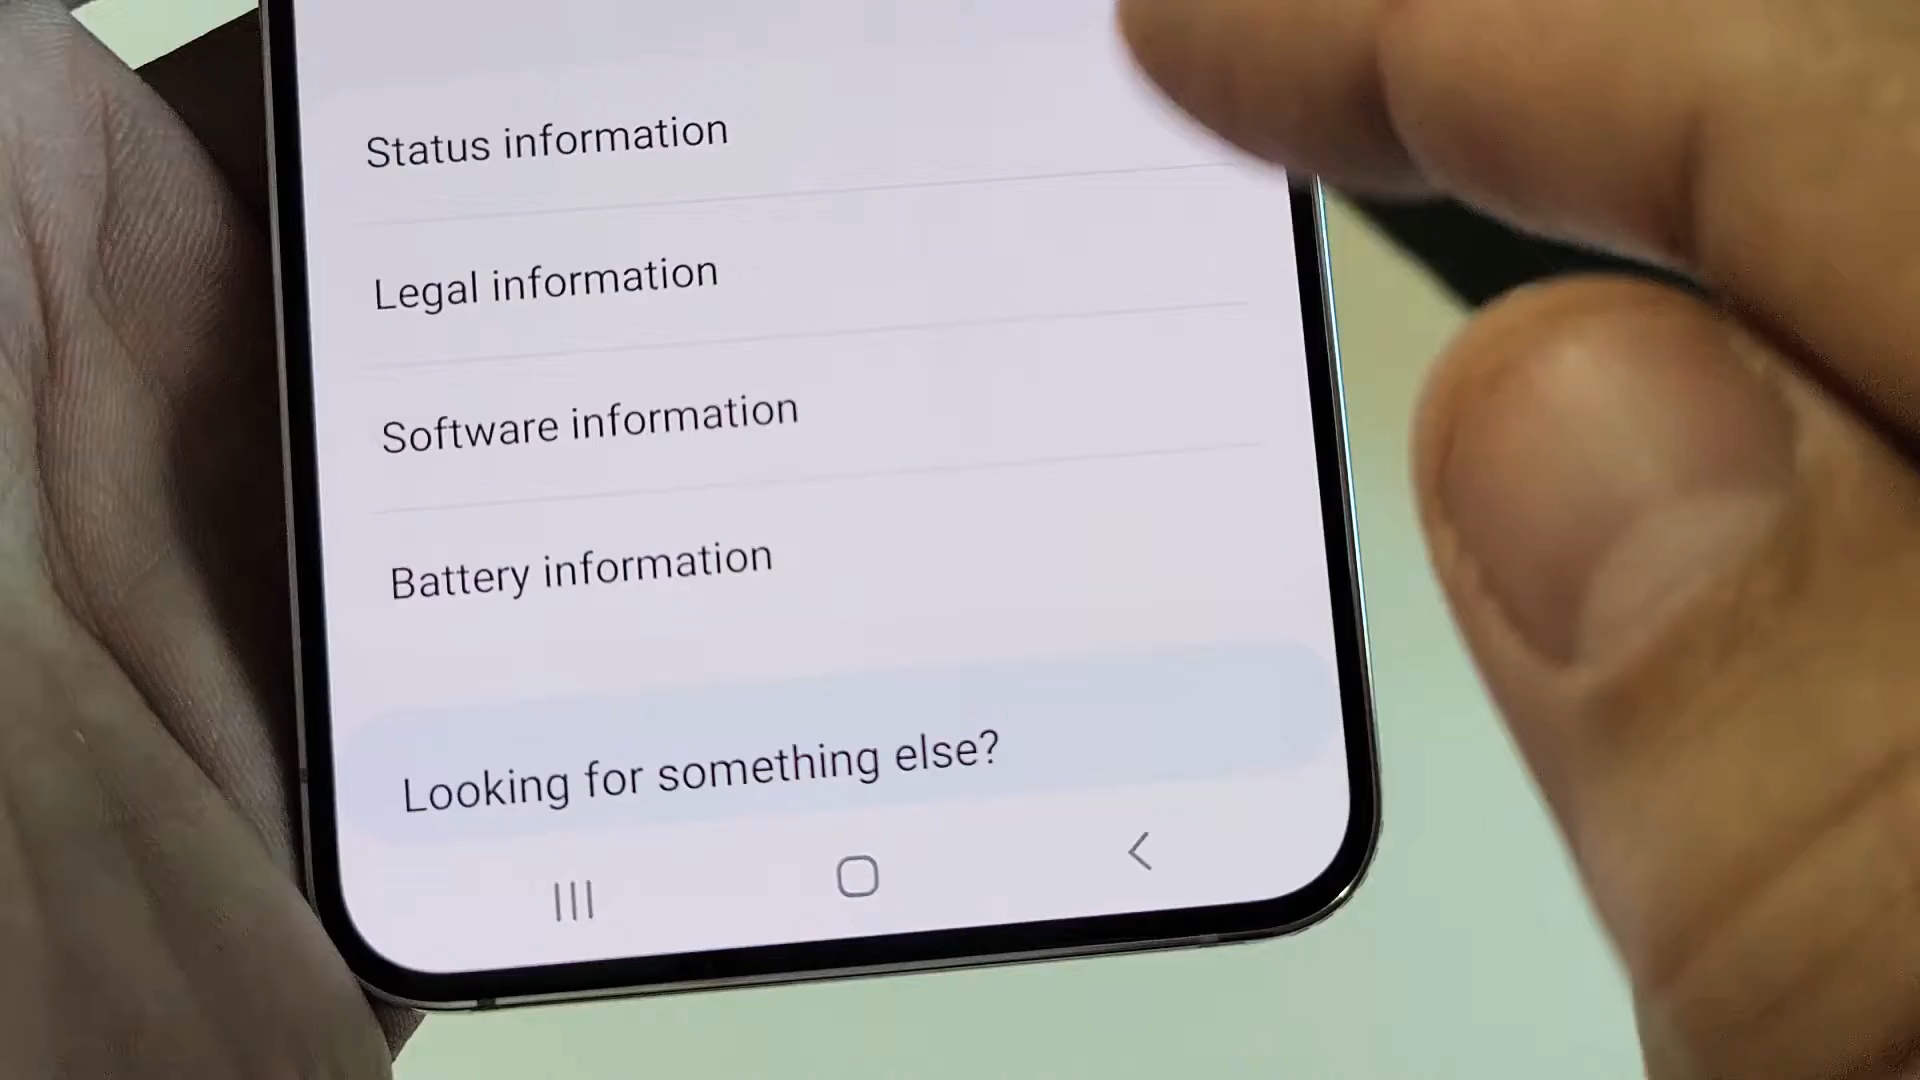 Status information
Legal information
Software information
Battery information
Looking for something else?